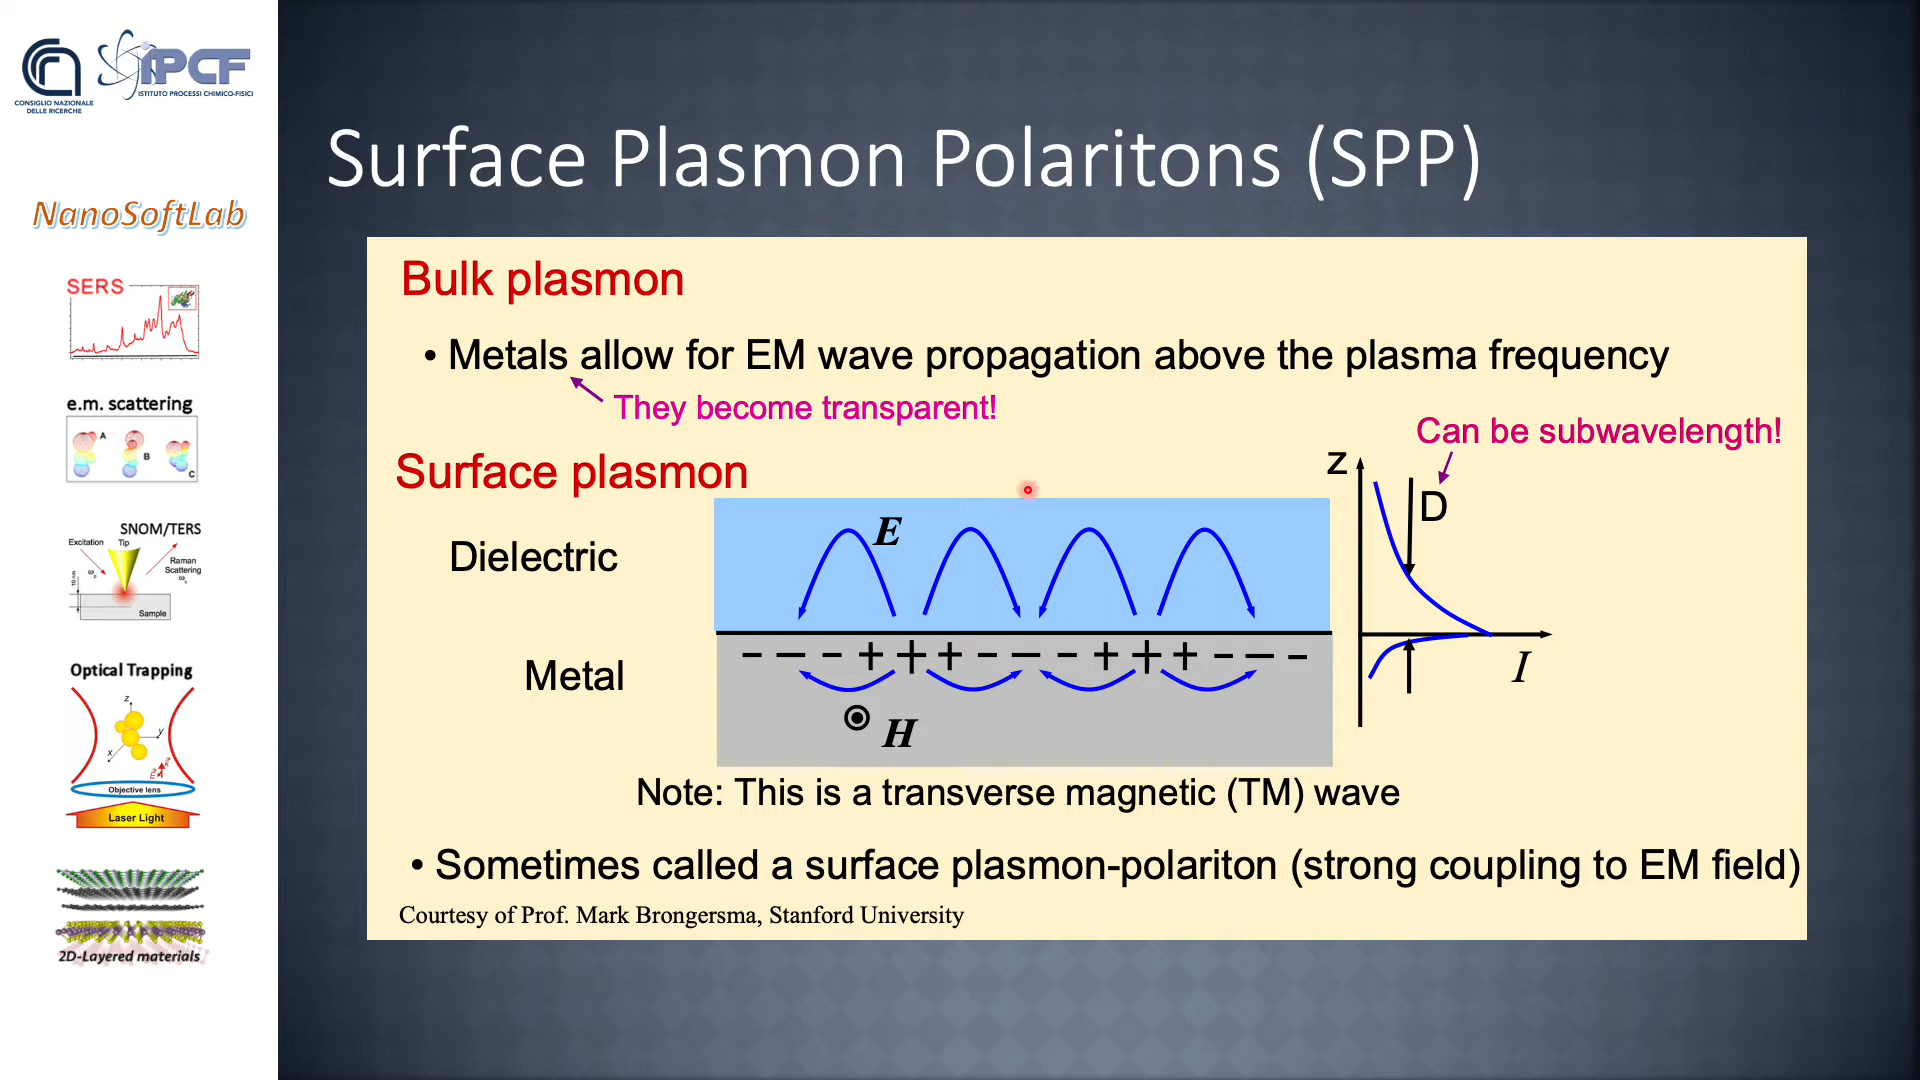 CONSIGLIO NAZIONALE
DELLE RICERCHE
iPCF
ISTITUTO PROCESSI CHIMICO-FISICI
NanoSoftLab
SERS
e.m. scattering
A
B
C
SNOM/TERS
Excitation
Tip
Raman
Scattering
ωp
ωs
10 nm
Sample
Optical Trapping
z
y
x
Objective lens
Laser Light
2D-Layered materials
Surface Plasmon Polaritons (SPP)
Bulk plasmon
• Metals allow for EM wave propagation above the plasma frequency
They become transparent!
Can be subwavelength!
Surface plasmon
z
D
E
Dielectric
– – – + + + – – – + + + – – –
Metal
I
H
Note: This is a transverse magnetic (TM) wave
• Sometimes called a surface plasmon-polariton (strong coupling to EM field)
Courtesy of Prof. Mark Brongersma, Stanford University